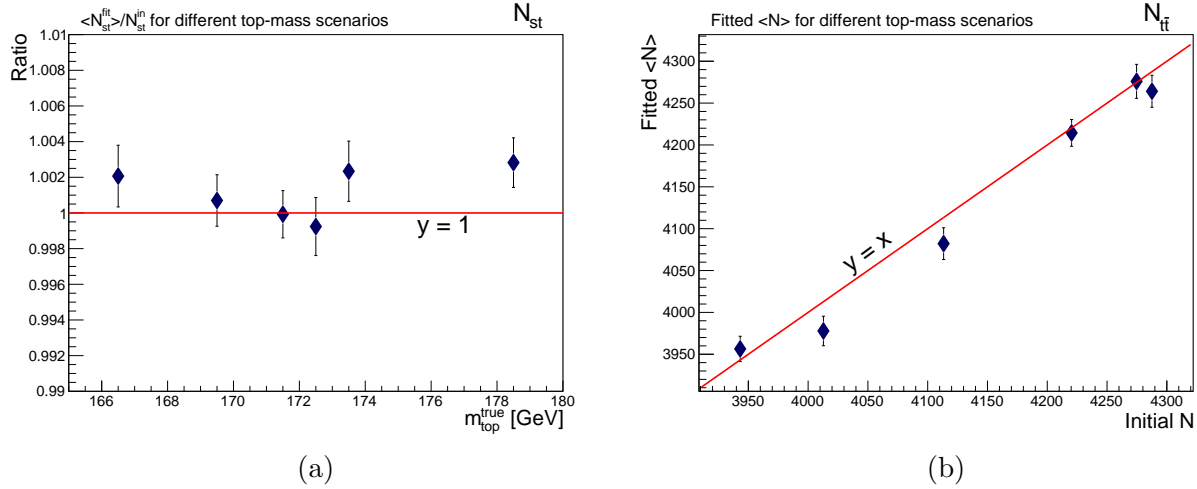 <N_st^fit>/N_st^in for different top-mass scenarios
N_st
Ratio
1.01
1.008
1.006
1.004
1.002
1
0.998
0.996
0.994
0.992
0.99
y = 1
166 168 170 172 174 176 178 180
m_top^true [GeV]
(a)
Fitted <N> for different top-mass scenarios
N_tt̄
Fitted <N>
4300
4250
4200
4150
4100
4050
4000
3950
y = x
3950 4000 4050 4100 4150 4200 4250 4300
Initial N
(b)